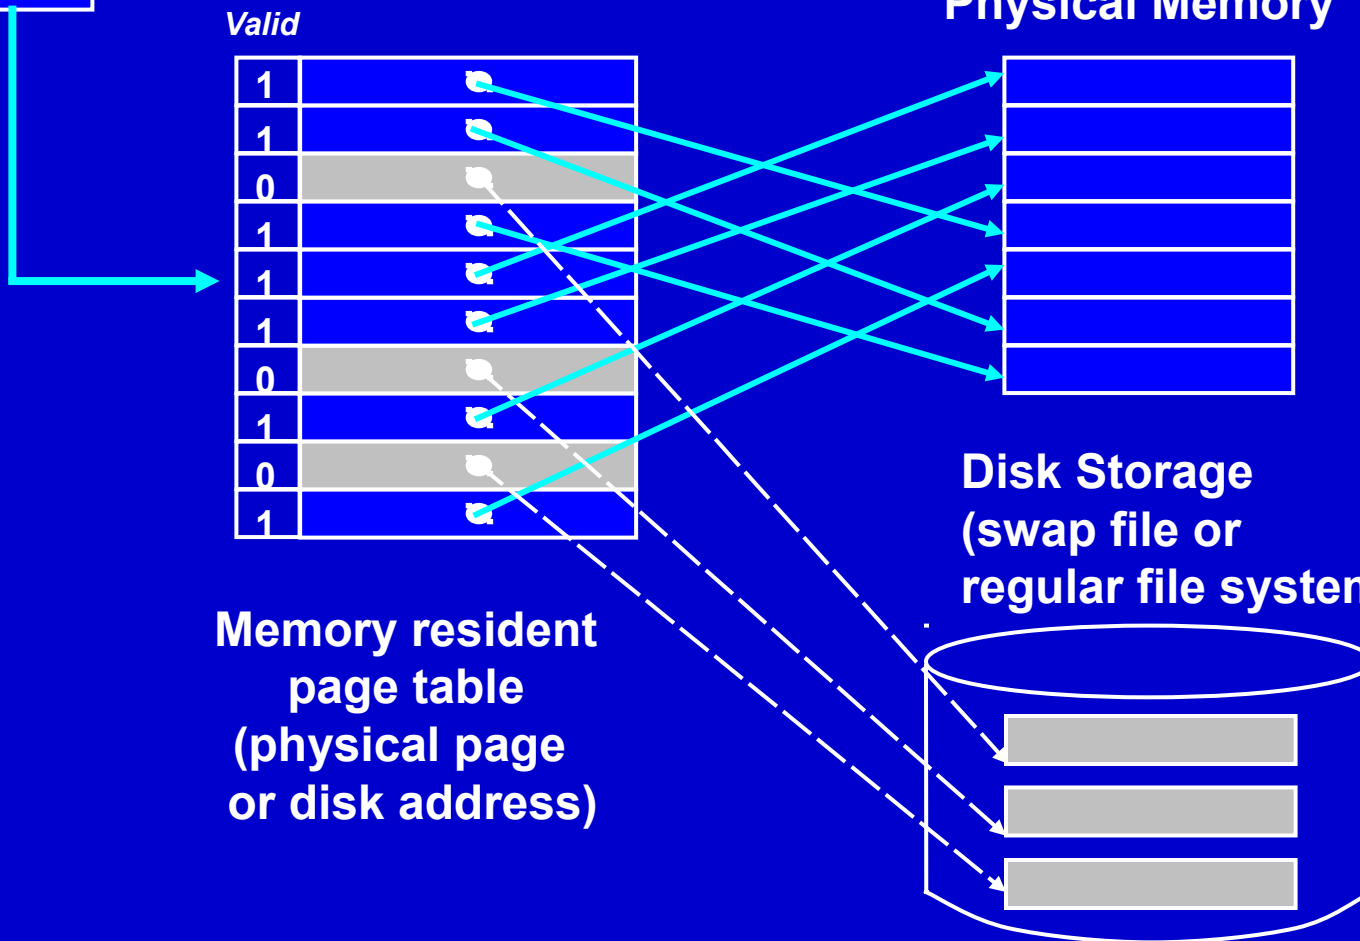 Physical Memory
Valid
1
1
0
1
1
1
0
1
0
1
Disk Storage
(swap file or
regular file system
Memory resident
page table
(physical page
or disk address)